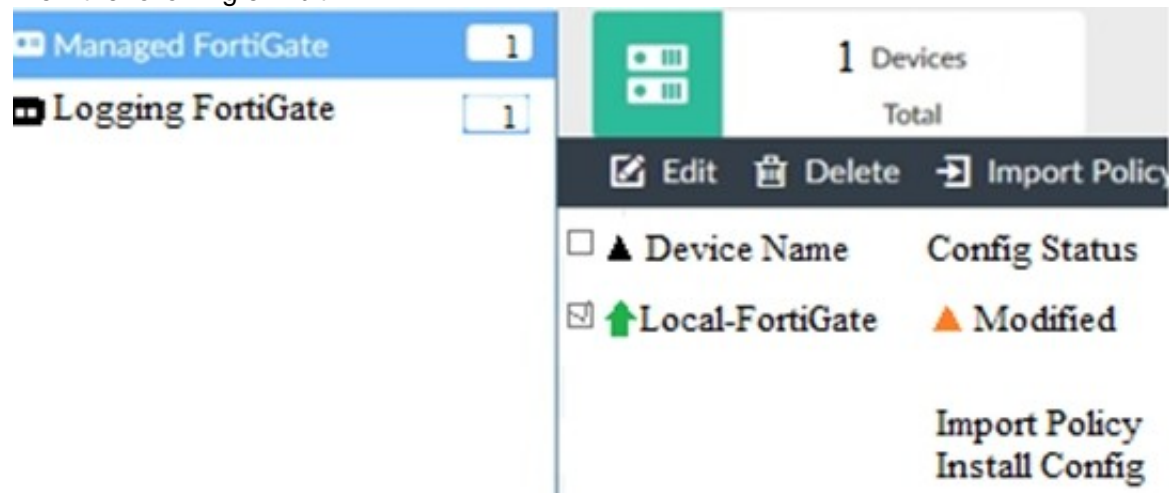 Managed FortiGate 1
Logging FortiGate 1
1 Devices
Total
Edit Delete Import Policy
Device Name Config Status
Local-FortiGate Modified
Import Policy
Install Config